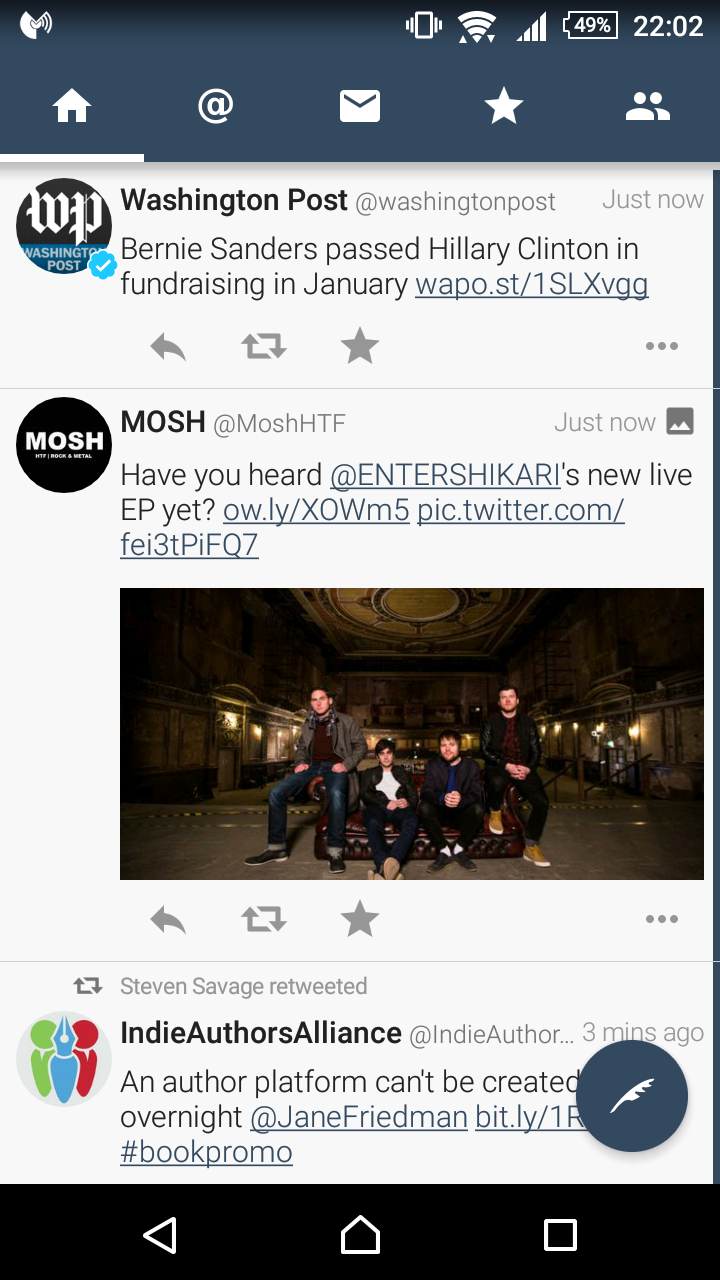 49% 22:02
@
Washington Post @washingtonpost Just now
wp
WASHINGTON
POST
Bernie Sanders passed Hillary Clinton in
fundraising in January wapo.st/1SLXvgg
MOSH @MoshHTF Just now
MOSH
HTF | ROCK & METAL
Have you heard @ENTERSHIKARI's new live
EP yet? ow.ly/XOWm5 pic.twitter.com/
fei3tPiFQ7
Steven Savage retweeted
IndieAuthorsAlliance @IndieAuthor... 3 mins ago
An author platform can't be created
overnight @JaneFriedman bit.ly/1R
#bookpromo